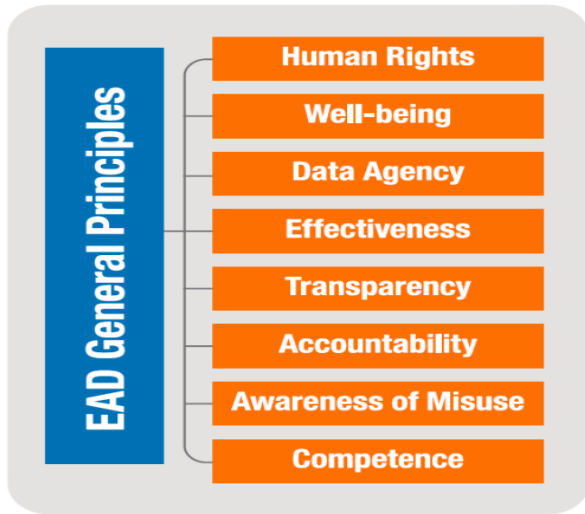 EAD General Principles
Human Rights
Well-being
Data Agency
Effectiveness
Transparency
Accountability
Awareness of Misuse
Competence